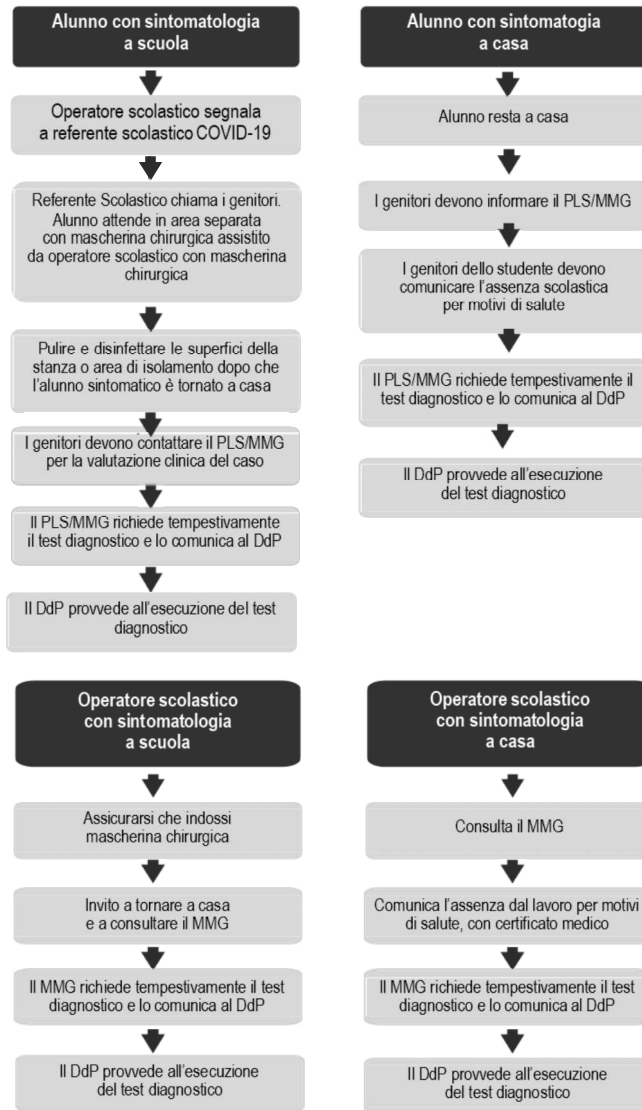 Alunno con sintomatologia
a scuola
Operatore scolastico segnala
a referente scolastico COVID-19
Referente Scolastico chiama i genitori.
Alunno attende in area separata
con mascherina chirurgica assistito
da operatore scolastico con mascherina
chirurgica
Pulire e disinfettare le superfici della
stanza o area di isolamento dopo che
l'alunno sintomatico è tornato a casa
I genitori devono contattare il PLS/MMG
per la valutazione clinica del caso
Il PLS/MMG richiede tempestivamente
il test diagnostico e lo comunica al DdP
Il DdP provvede all'esecuzione del test
diagnostico
Alunno con sintomatogia
a casa
Alunno resta a casa
I genitori devono informare il PLS/MMG
I genitori dello studente devono
comunicare l'assenza scolastica
per motivi di salute
Il PLS/MMG richiede tempestivamente il
test diagnostico e lo comunica al DdP
Il DdP provvede all'esecuzione
del test diagnostico
Operatore scolastico
con sintomatologia
a scuola
Assicurarsi che indossi
mascherina chirurgica
Invito a tornare a casa
e a consultare il MMG
Il MMG richiede tempestivamente il test
diagnostico e lo comunica al DdP
Il DdP provvede all'esecuzione
del test diagnostico
Operatore scolastico
con sintomatologia
a casa
Consulta il MMG
Comunica l'assenza dal lavoro per motivi
di salute, con certificato medico
Il MMG richiede tempestivamente il test
diagnostico e lo comunica al DdP
Il DdP provvede all'esecuzione
del test diagnostico